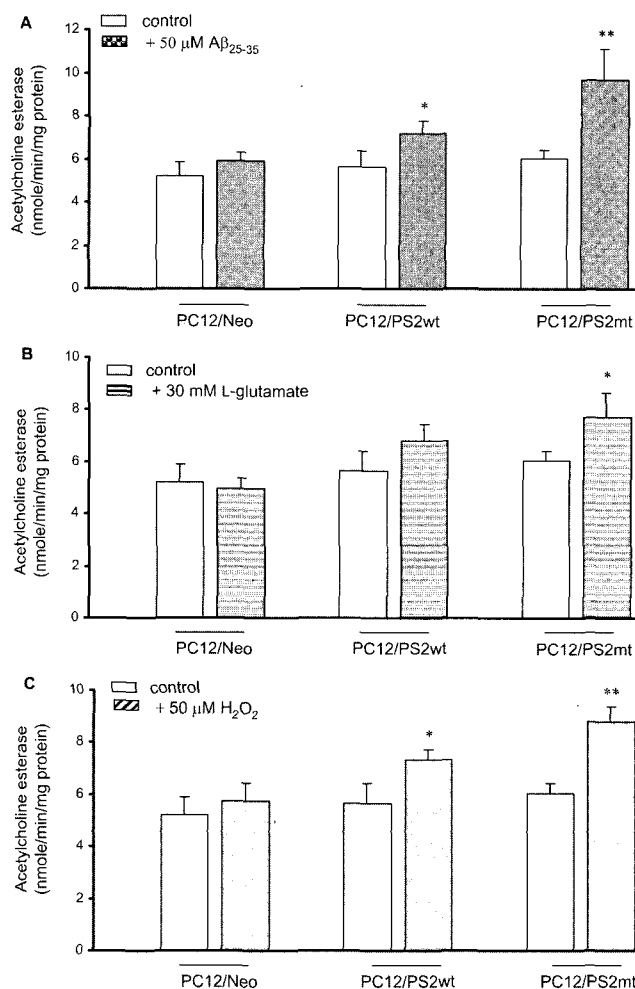 A
control
+ 50 μM Aβ25-35
12
10
8
6
4
2
0
Acetylcholine esterase
(nmole/min/mg protein)
*
**
PC12/Neo
PC12/PS2wt
PC12/PS2mt
B
control
+ 30 mM L-glutamate
10
8
6
4
2
0
Acetylcholine esterase
(nmole/min/mg protein)
*
PC12/Neo
PC12/PS2wt
PC12/PS2mt
C
control
+ 50 μM H2O2
10
8
6
4
2
0
Acetylcholine esterase
(nmole/min/mg protein)
*
**
PC12/Neo
PC12/PS2wt
PC12/PS2mt